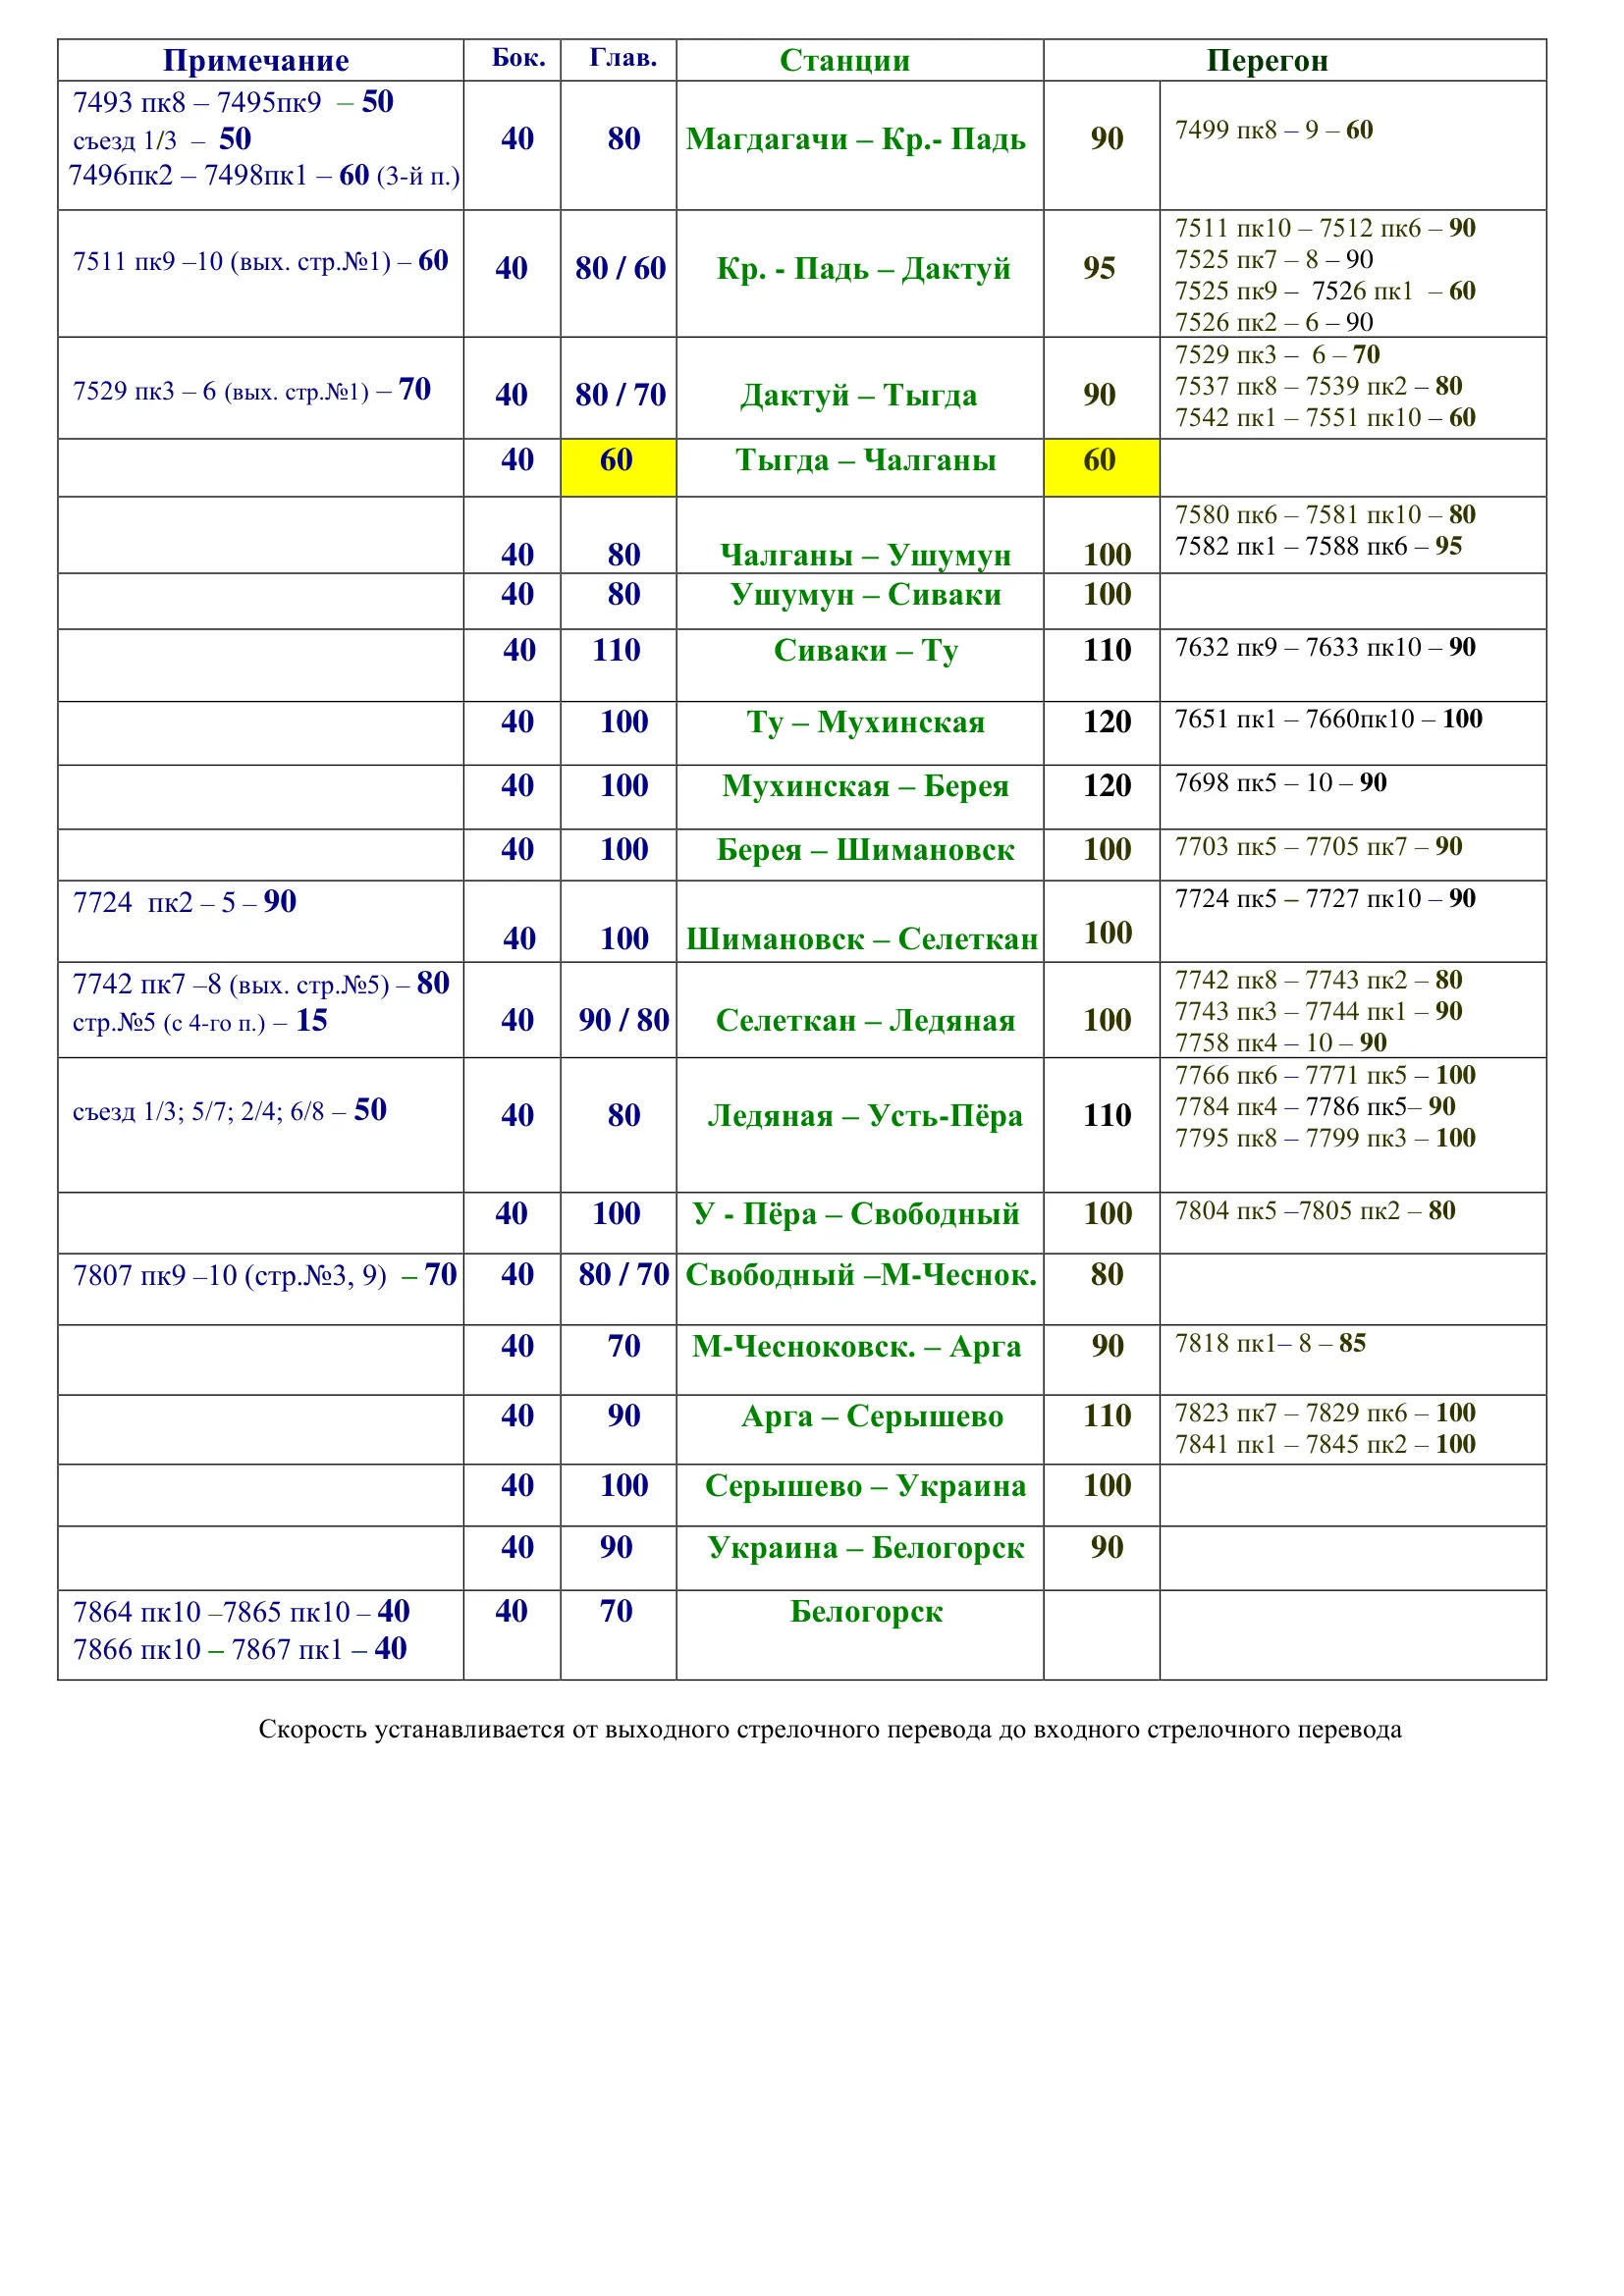 Примечание Бок. Глав. Станции Перегон
7493 пк8 – 7495пк9 – 50
съезд 1/3 – 50
7496пк2 – 7498пк1 – 60 (3-й п.)
40 80 Магдагачи – Кр.- Падь 90
7499 пк8 – 9 – 60
7511 пк9 –10 (вых. стр.№1) – 60
40 80 / 60 Кр. - Падь – Дактуй 95
7511 пк10 – 7512 пк6 – 90
7525 пк7 – 8 – 90
7525 пк9 – 7526 пк1 – 60
7526 пк2 – 6 – 90
7529 пк3 – 6 (вых. стр.№1) – 70
40 80 / 70 Дактуй – Тыгда 90
7529 пк3 – 6 – 70
7537 пк8 – 7539 пк2 – 80
7542 пк1 – 7551 пк10 – 60
40 60 Тыгда – Чалганы 60
40 80 Чалганы – Ушумун 100
7580 пк6 – 7581 пк10 – 80
7582 пк1 – 7588 пк6 – 95
40 80 Ушумун – Сиваки 100
40 110 Сиваки – Ту 110 7632 пк9 – 7633 пк10 – 90
40 100 Ту – Мухинская 120 7651 пк1 – 7660пк10 – 100
40 100 Мухинская – Берея 120 7698 пк5 – 10 – 90
40 100 Берея – Шимановск 100 7703 пк5 – 7705 пк7 – 90
7724 пк2 – 5 – 90
40 100 Шимановск – Селеткан 100
7724 пк5 – 7727 пк10 – 90
7742 пк7 –8 (вых. стр.№5) – 80
стр.№5 (с 4-го п.) – 15
40 90 / 80 Селеткан – Ледяная 100
7742 пк8 – 7743 пк2 – 80
7743 пк3 – 7744 пк1 – 90
7758 пк4 – 10 – 90
съезд 1/3; 5/7; 2/4; 6/8 – 50
40 80 Ледяная – Усть-Пёра 110
7766 пк6 – 7771 пк5 – 100
7784 пк4 – 7786 пк5– 90
7795 пк8 – 7799 пк3 – 100
40 100 У - Пёра – Свободный 100 7804 пк5 –7805 пк2 – 80
7807 пк9 –10 (стр.№3, 9) – 70 40 80 / 70 Свободный –М-Чеснок. 80
40 70 М-Чесноковск. – Арга 90 7818 пк1– 8 – 85
40 90 Арга – Серышево 110
7823 пк7 – 7829 пк6 – 100
7841 пк1 – 7845 пк2 – 100
40 100 Серышево – Украина 100
40 90 Украина – Белогорск 90
7864 пк10 –7865 пк10 – 40
7866 пк10 – 7867 пк1 – 40
40 70 Белогорск
Скорость устанавливается от выходного стрелочного перевода до входного стрелочного перевода